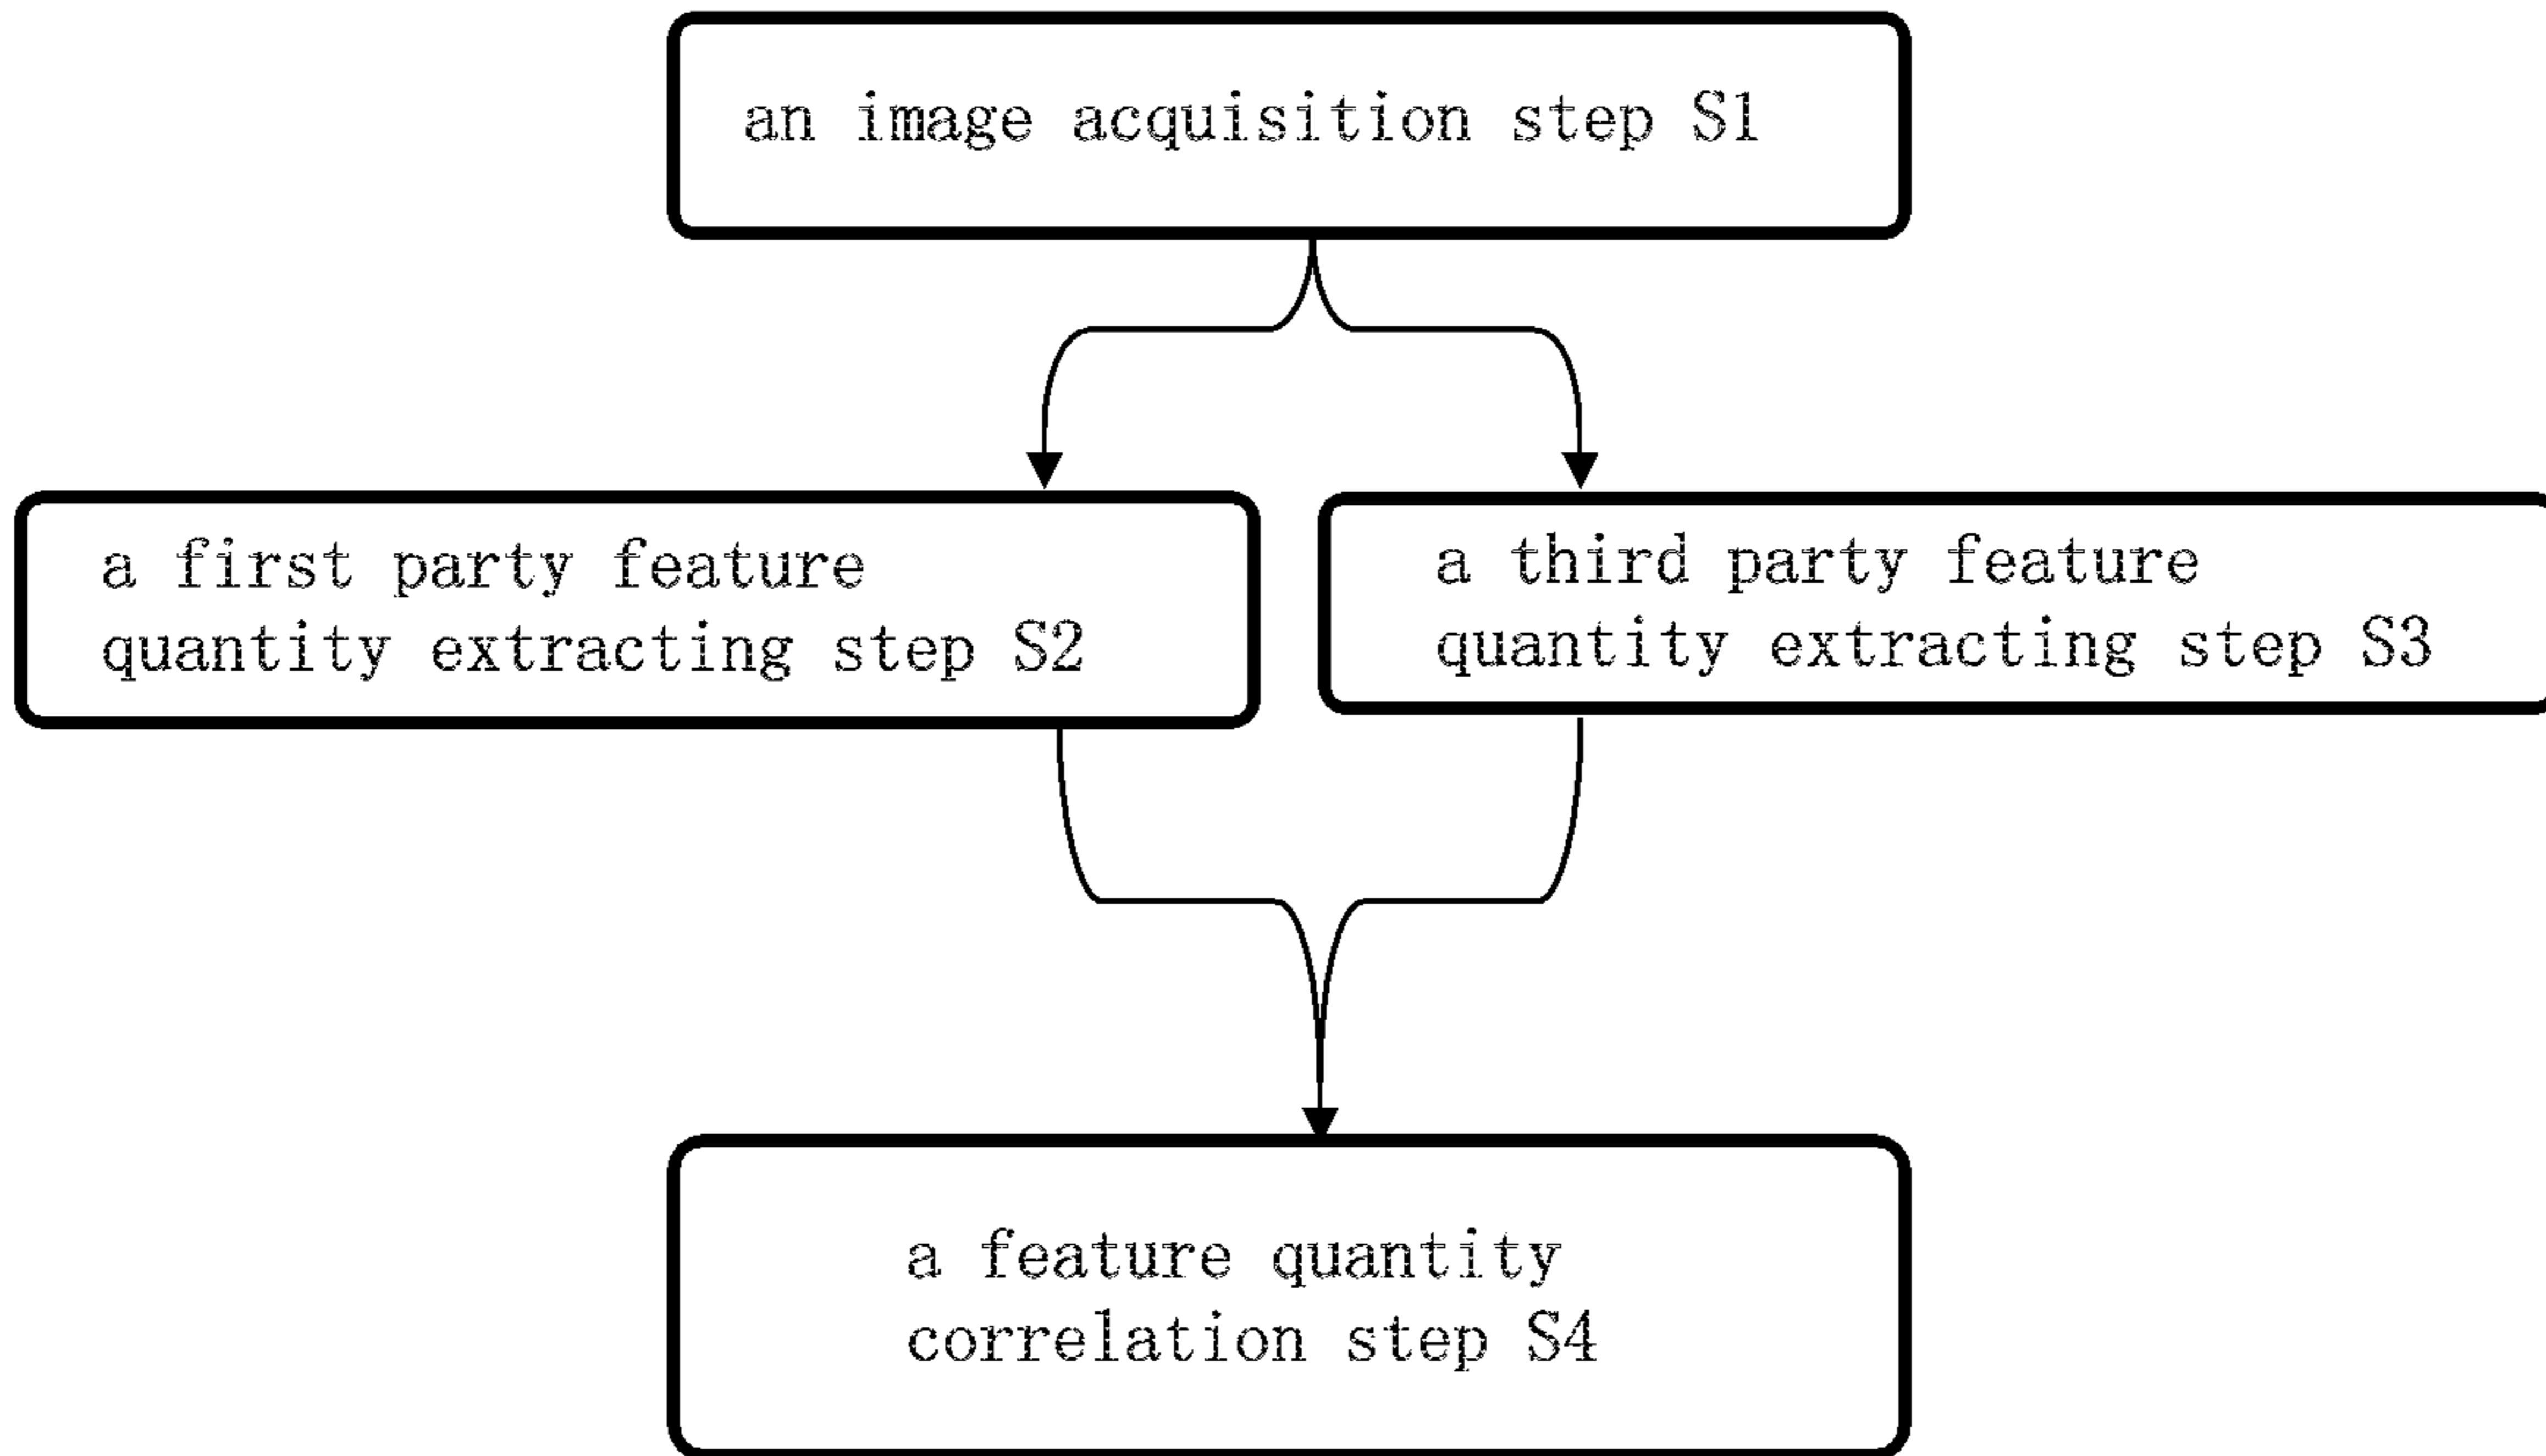 an image acquisition step S1
a first party feature
quantity extracting step S2
a third party feature
quantity extracting step S3
a feature quantity
correlation step S4